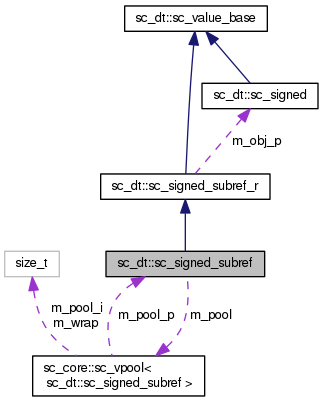 sc_dt::sc_value_base
sc_dt::sc_signed
m_obj_p
sc_dt::sc_signed_subref_r
size_t
sc_dt::sc_signed_subref
m_pool_i
m_wrap
m_pool_p
m_pool
sc_core::sc_vpool<
sc_dt::sc_signed_subref >